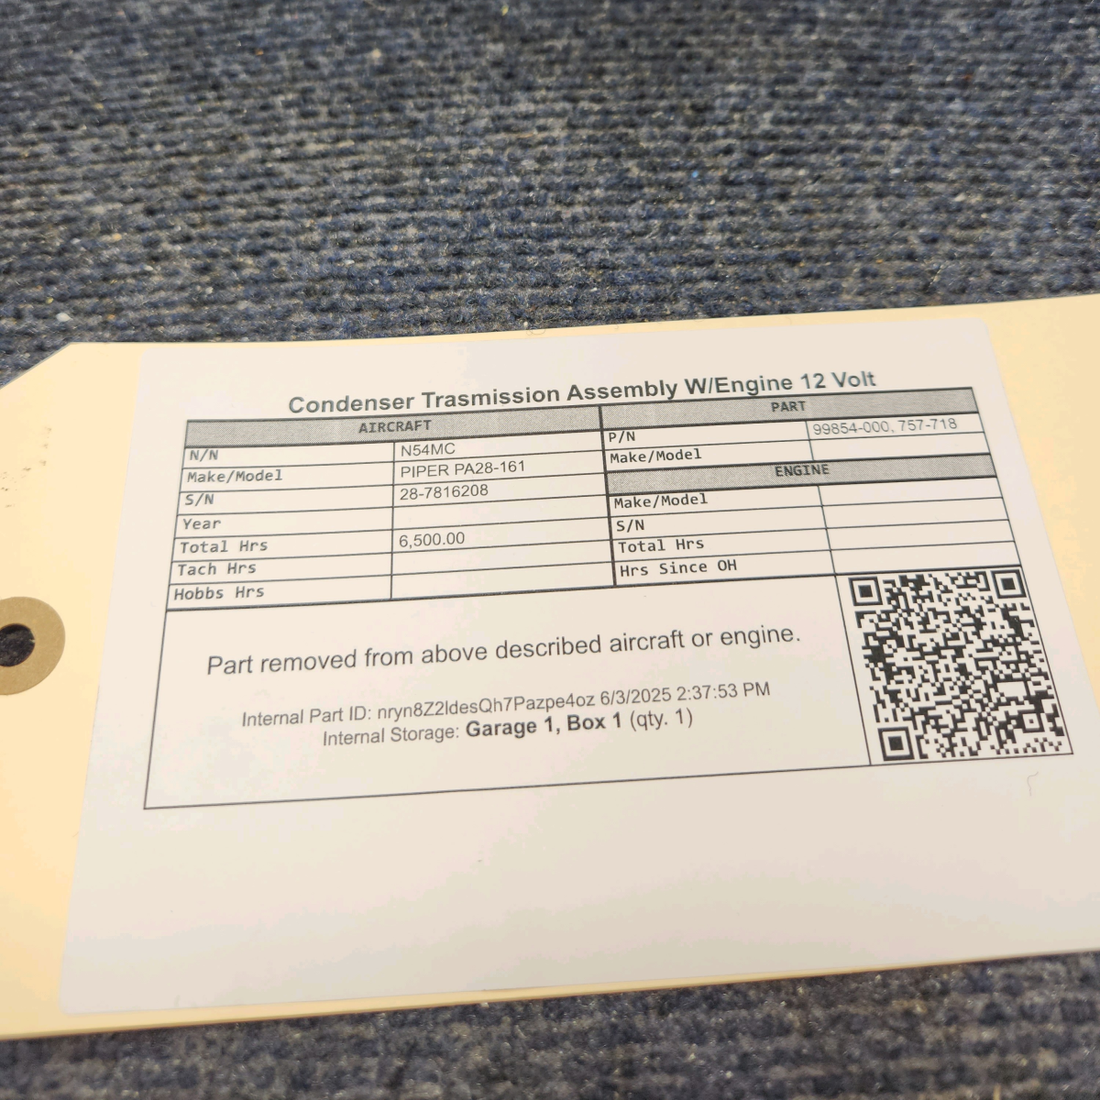 Condenser Trasmission Assembly W/Engine 12 Volt
AIRCRAFT
N/N N54MC
Make/Model PIPER PA28-161
S/N 28-7816208
Year
Total Hrs 6,500.00
Tach Hrs
Hobbs Hrs
PART
P/N 99854-000, 757-718
Make/Model
ENGINE
Make/Model
S/N
Total Hrs
Hrs Since OH
Part removed from above described aircraft or engine.
Internal Part ID: nryn8Z2ldesQh7Pazpe4oz 6/3/2025 2:37:53 PM
Internal Storage: Garage 1, Box 1 (qty. 1)